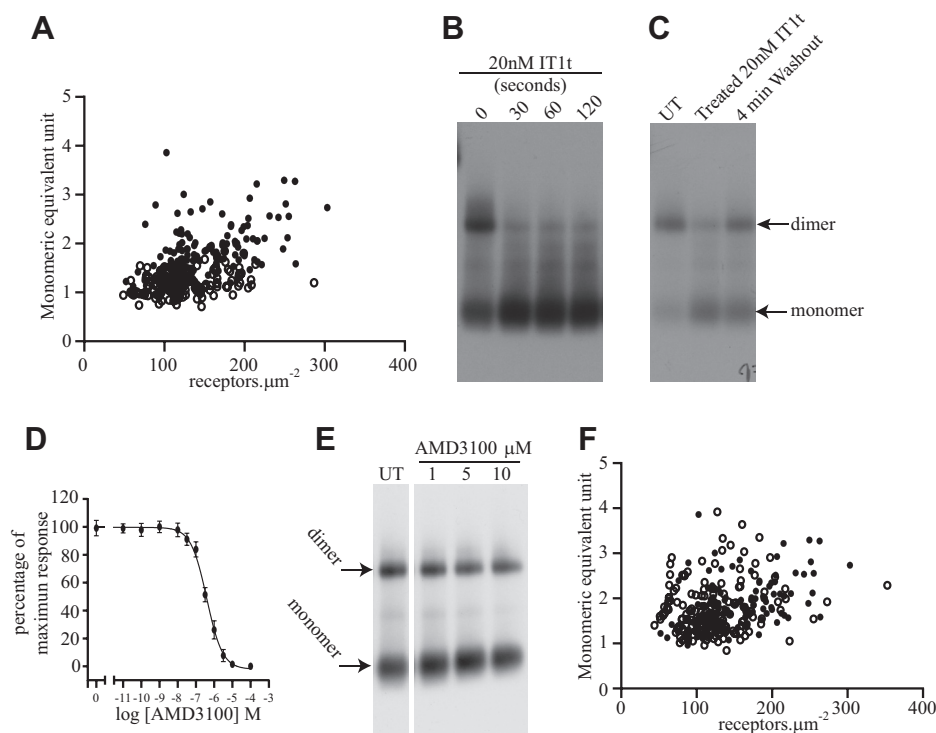 A
Monomeric equivalent unit
5
4
3
2
1
0
0
100
200
300
400
receptors.µm⁻²
B
20nM IT1t
(seconds)
0
30
60
120
C
UT
Treated 20nM IT1t
4 min Washout
dimer
monomer
D
percentage of
maximun response
120
100
80
60
40
20
0
0
-11
-10
-9
-8
-7
-6
-5
-4
-3
log [AMD3100] M
E
AMD3100 µM
UT
1
5
10
dimer
monomer
F
Monomeric equivalent unit
5
4
3
2
1
0
0
100
200
300
400
receptors.µm⁻²